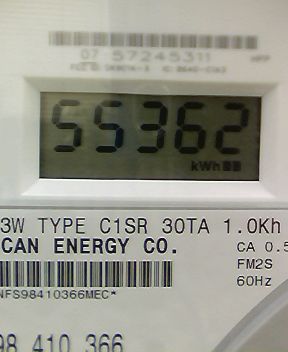 07 57245311
55362
kWh
3W TYPE C1SR 30TA 1.0Kh
CAN ENERGY CO.
CA 0.5
FM2S
NFS98410366MEC*
60Hz
98 410 366